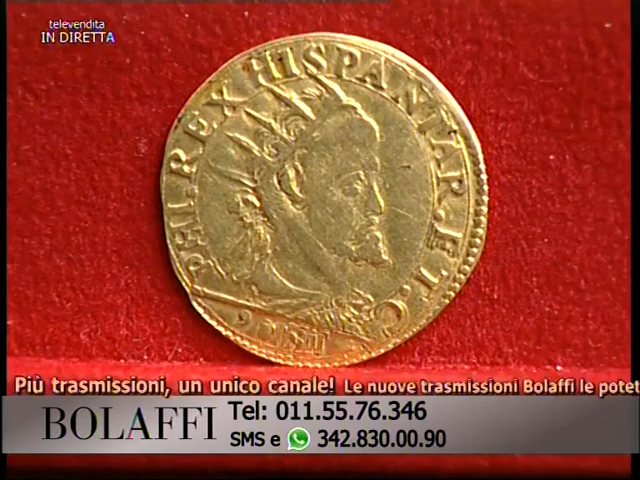 televendita
IN DIRETTA
PHI.REX HISPANIAR.ET.C
Più trasmissioni, un unico canale! Le nuove trasmissioni Bolaffi le potet
BOLAFFI
Tel: 011.55.76.346
SMS e 342.830.00.90